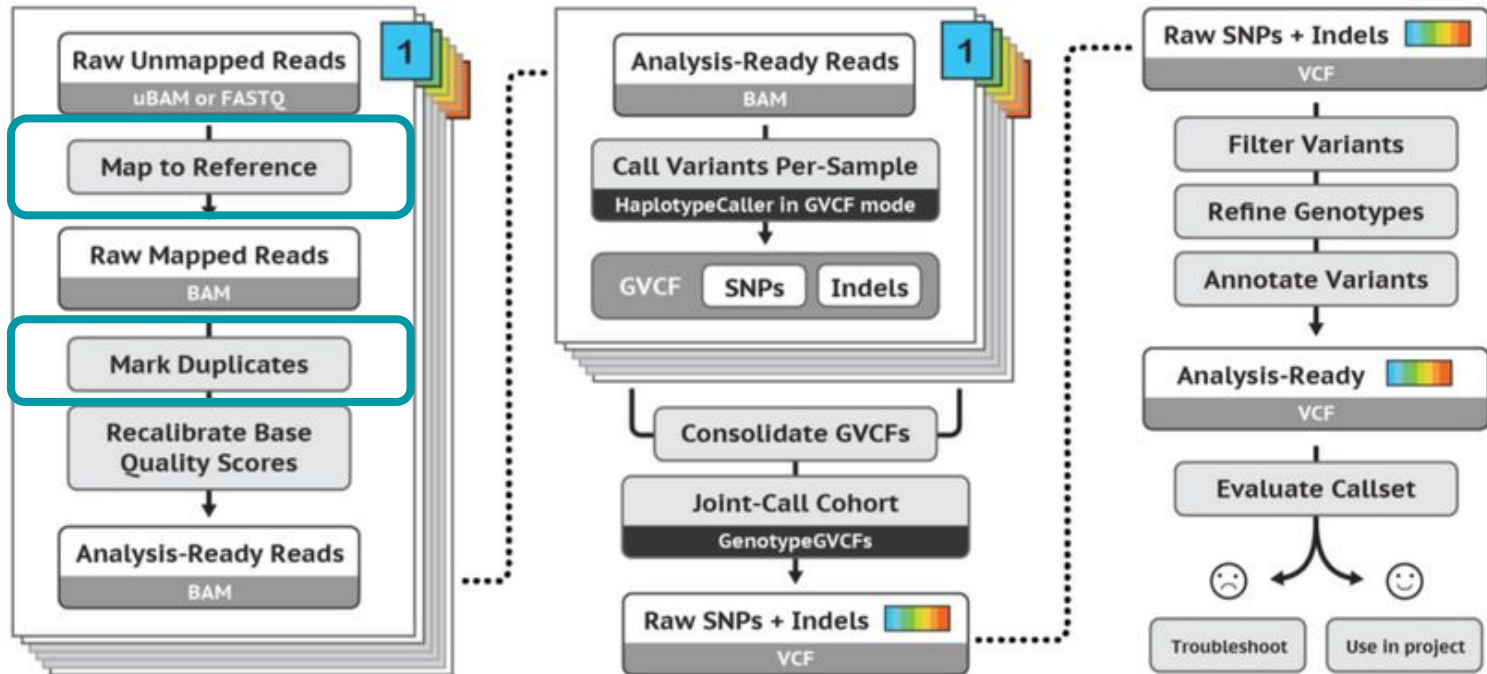 1
Raw Unmapped Reads
uBAM or FASTQ
Map to Reference
Raw Mapped Reads
BAM
Mark Duplicates
Recalibrate Base
Quality Scores
Analysis-Ready Reads
BAM
1
Analysis-Ready Reads
BAM
Call Variants Per-Sample
HaplotypeCaller in GVCF mode
GVCF SNPs Indels
Consolidate GVCFs
Joint-Call Cohort
GenotypeGVCFs
Raw SNPs + Indels
VCF
Raw SNPs + Indels
VCF
Filter Variants
Refine Genotypes
Annotate Variants
Analysis-Ready
VCF
Evaluate Callset
Troubleshoot
Use in project